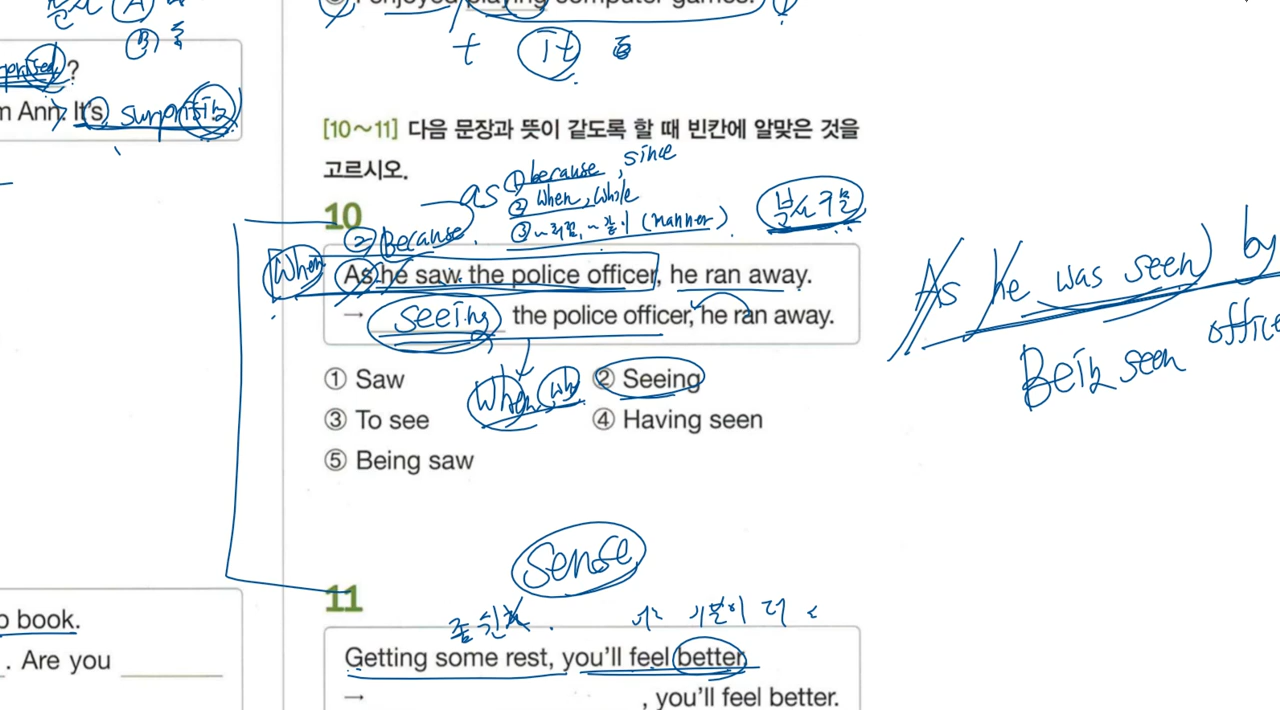 enjoyed playing computer games.
t It
?
m Ann. It's surprising
[10~11] 다음 문장과 뜻이 같도록 할 때 빈칸에 알맞은 것을
고르시오.
as ① because, since
② when, while
③ ~처럼, ~같이 (manner).
10
② Because.
When As he saw the police officer, he ran away.
→ seeing the police officer, he ran away.
① Saw
② Seeing
③ To see
④ Having seen
⑤ Being saw
When
As he was seen by
office
Being seen
sense
11
Getting some rest, you'll feel better.
→ , you'll feel better.
o book.
. Are you